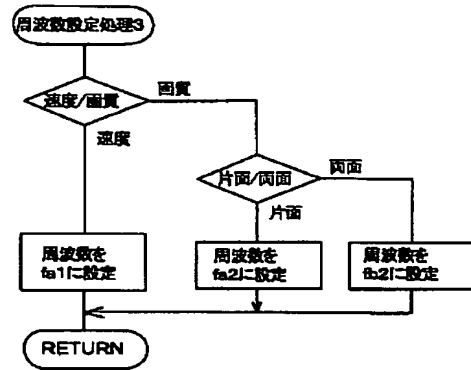 周波数設定処理3
速度/画質
画質
速度
片面/両面
両面
片面
周波数を
fa1に設定
周波数を
fa2に設定
周波数を
fb2に設定
RETURN